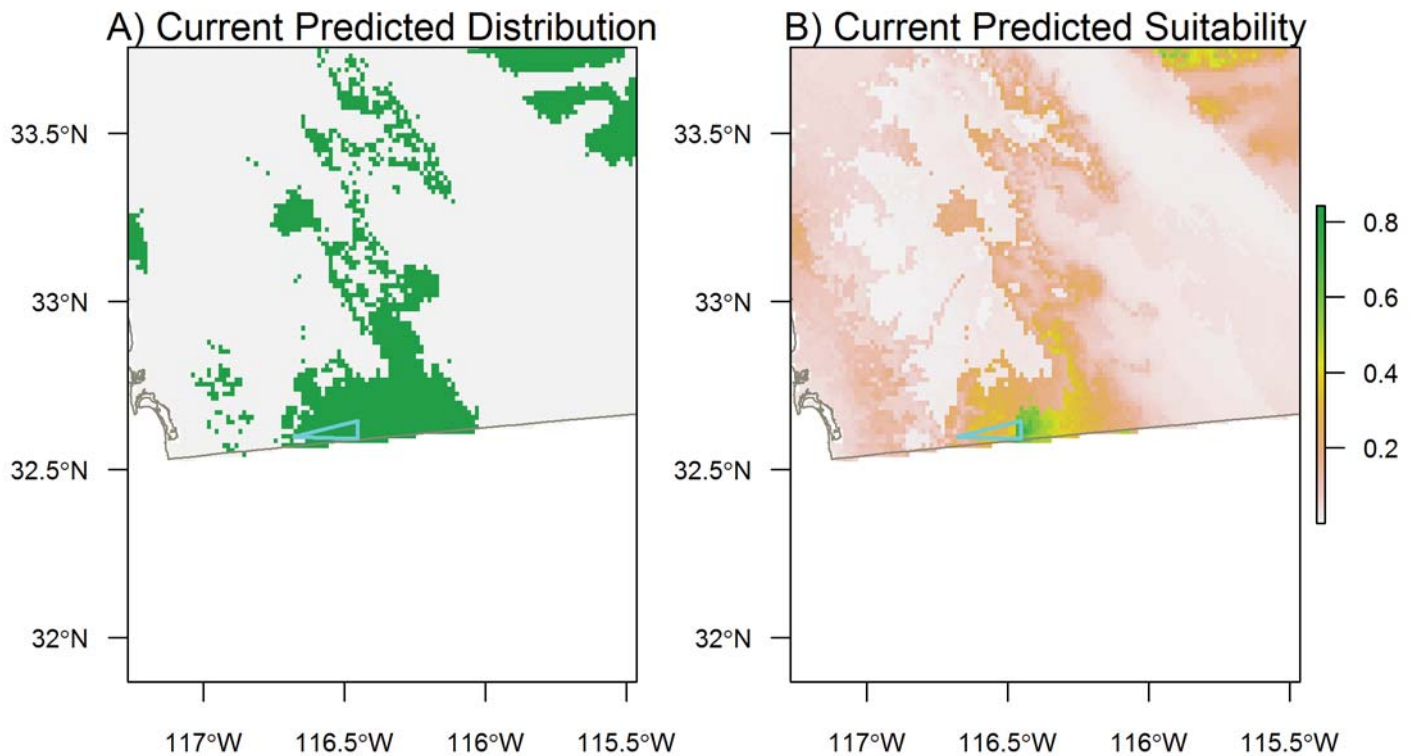 A) Current Predicted Distribution
B) Current Predicted Suitability
33.5°N
33°N
32.5°N
32°N
117°W
116.5°W
116°W
115.5°W
33.5°N
33°N
32.5°N
32°N
117°W
116.5°W
116°W
115.5°W
0.8
0.6
0.4
0.2